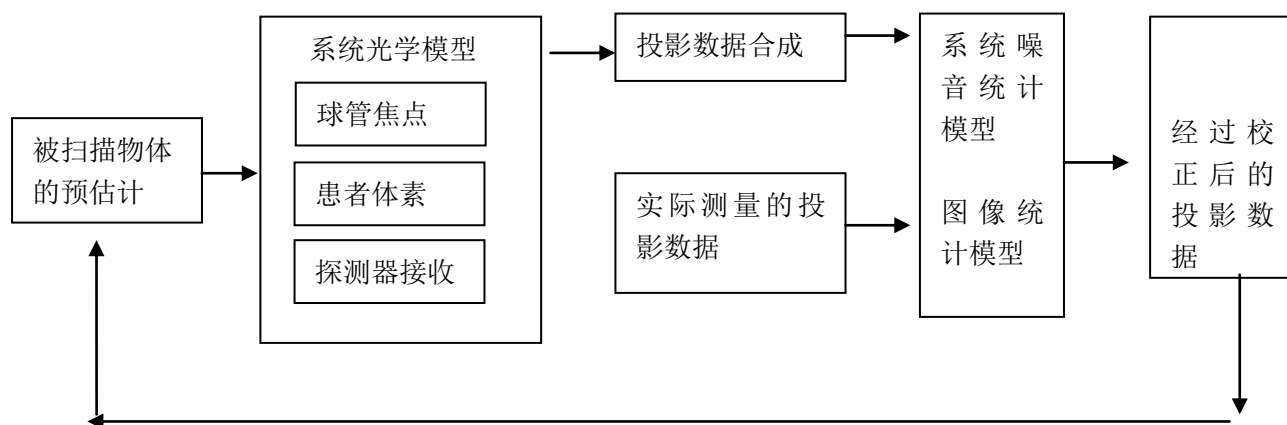 被扫描物体
的预估计
系统光学模型
球管焦点
患者体素
探测器接收
投影数据合成
实际测量的投
影数据
系统噪
音统计
模型
图像统
计模型
经过校
正后的
投影数
据